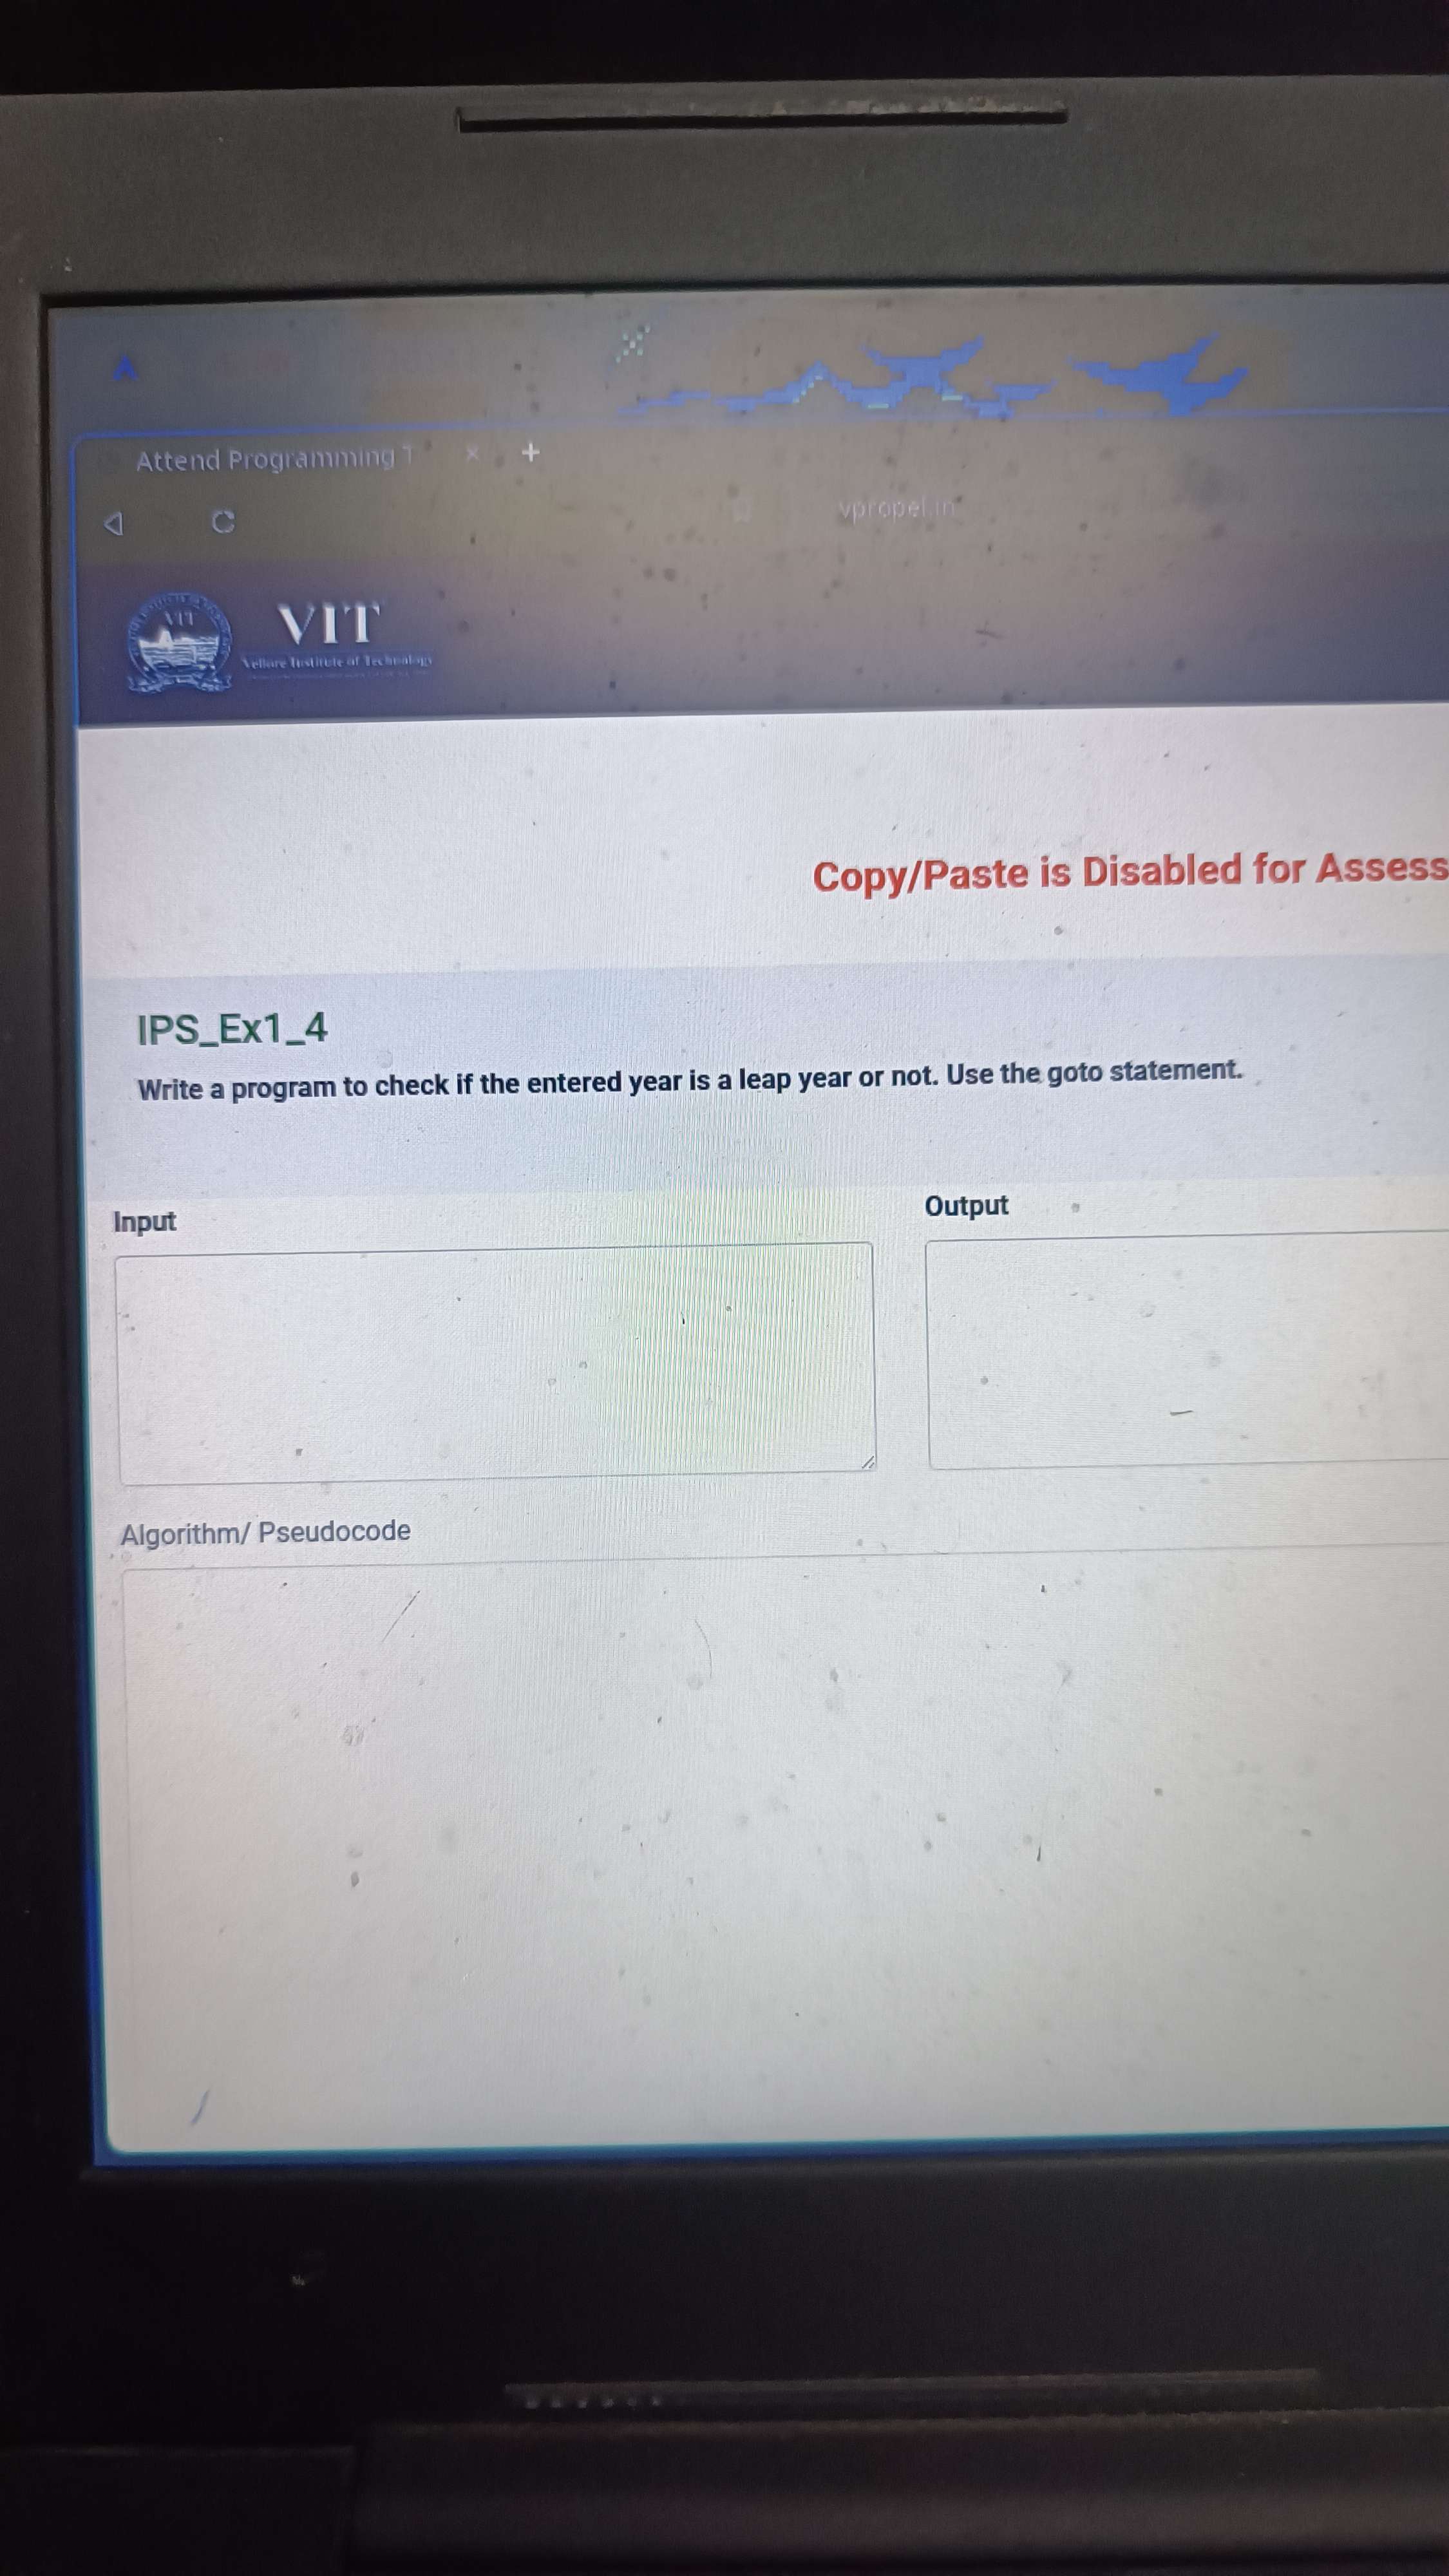 Attend Programming T
vpropel.in
VIT
VIT
Vellore Institute of Technology
Copy/Paste is Disabled for Assess
IPS_Ex1_4
Write a program to check if the entered year is a leap year or not. Use the goto statement.
Input
Output
Algorithm/ Pseudocode